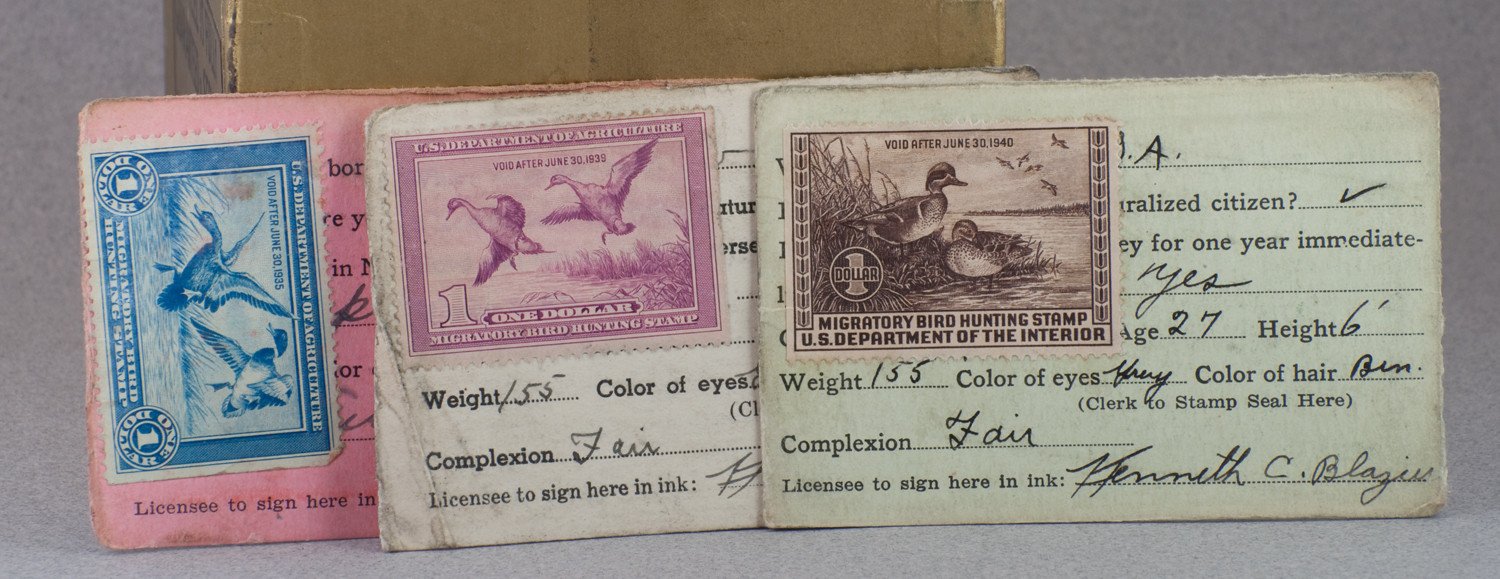 U.S. DEPARTMENT OF AGRICULTURE
VOID AFTER JUNE 30, 1935
MIGRATORY BIRD
HUNTING STAMP
ONE DOLLAR
1
ONE DOLLAR
1
bor
re y
in N
tor
Licensee to sign here in
U.S. DEPARTMENT OF AGRICULTURE
VOID AFTER JUNE 30, 1939
1
ONE DOLLAR
MIGRATORY BIRD HUNTING STAMP
Weight 155 Color of eyes
(Cl
Complexion Fair
Licensee to sign here in ink:
VOID AFTER JUNE 30, 1940
1
DOLLAR
MIGRATORY BIRD HUNTING STAMP
U.S. DEPARTMENT OF THE INTERIOR
.A.
uralized citizen? ✓
ey for one year immediate-
yes
Age 27 Height 6'
Weight 155 Color of eyes Color of hair Brn.
(Clerk to Stamp Seal Here)
Complexion Fair
Licensee to sign here in ink: Kenneth C. Blazier